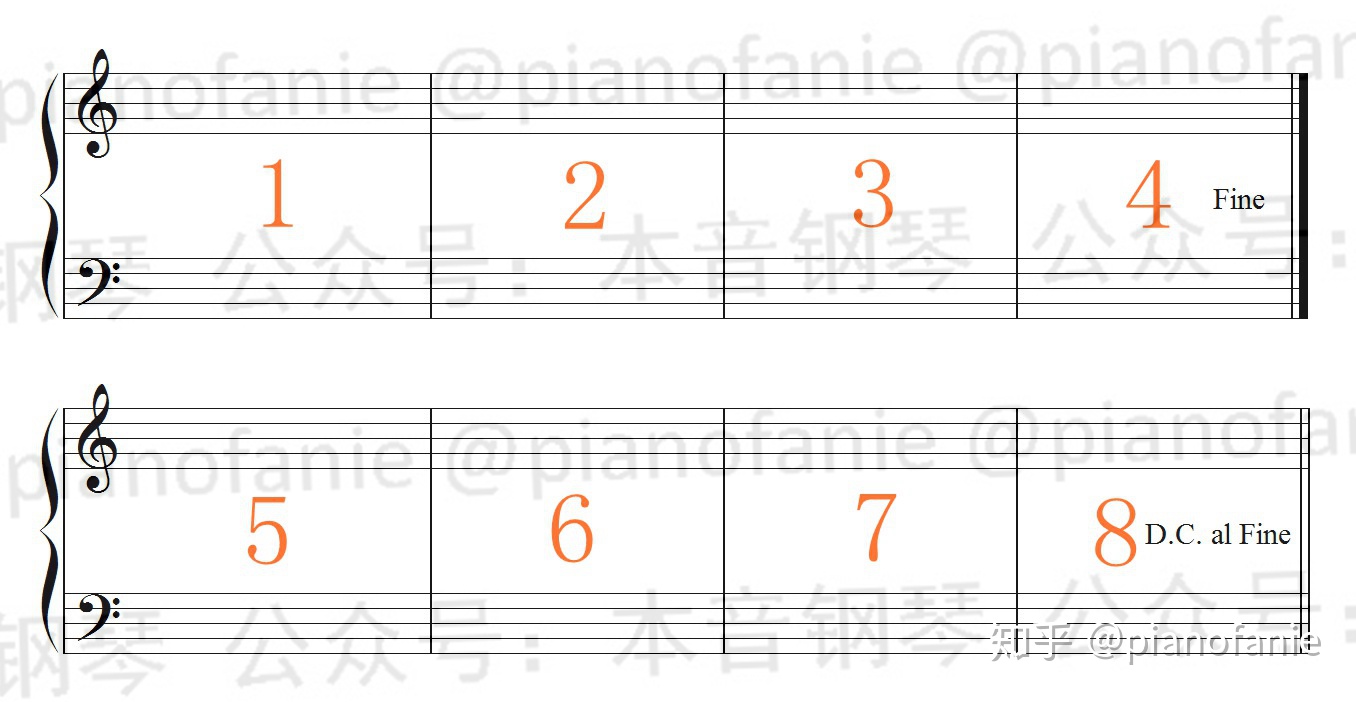 @pianofanie @pianofanie
1 2 3 4 Fine
钢琴 公众号：本音钢琴 公众号：
pianofanie @pianofanie
5 6 7 8 D.C. al Fine
钢琴 公众号：本音钢琴 公众号：
知乎 @pianofanie